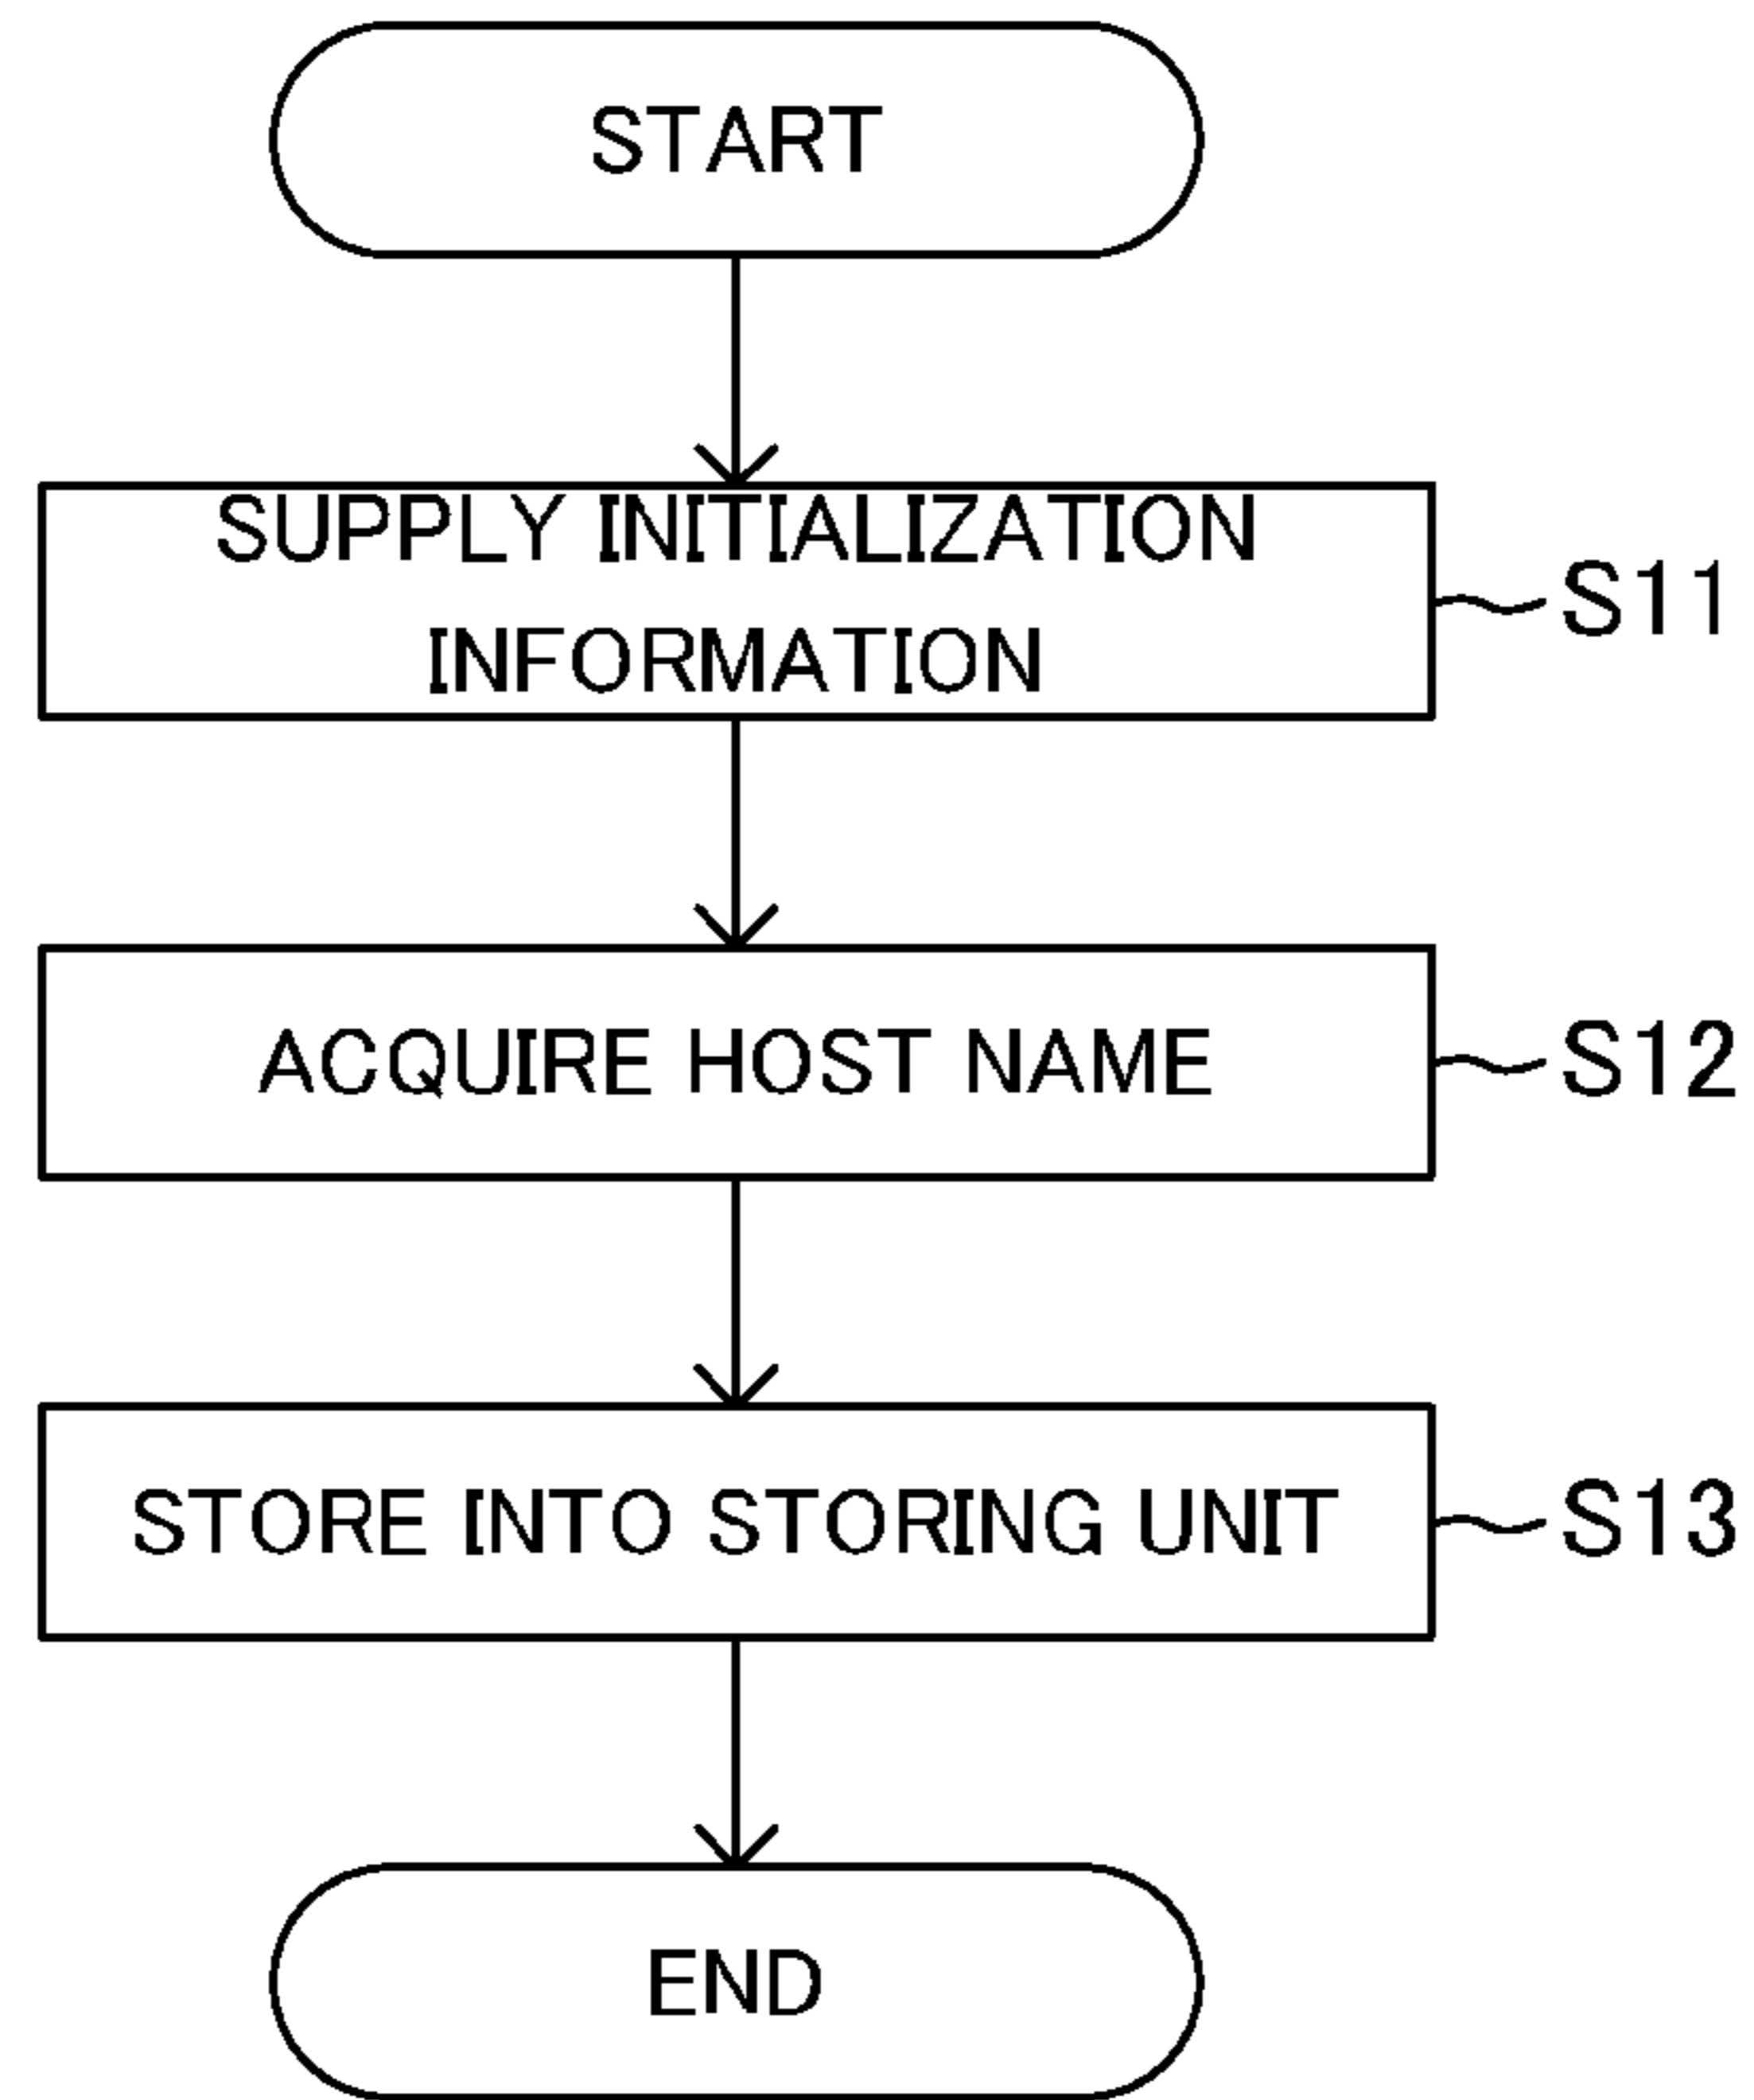 START
SUPPLY INITIALIZATION
INFORMATION
S11
ACQUIRE HOST NAME
S12
STORE INTO STORING UNIT
S13
END